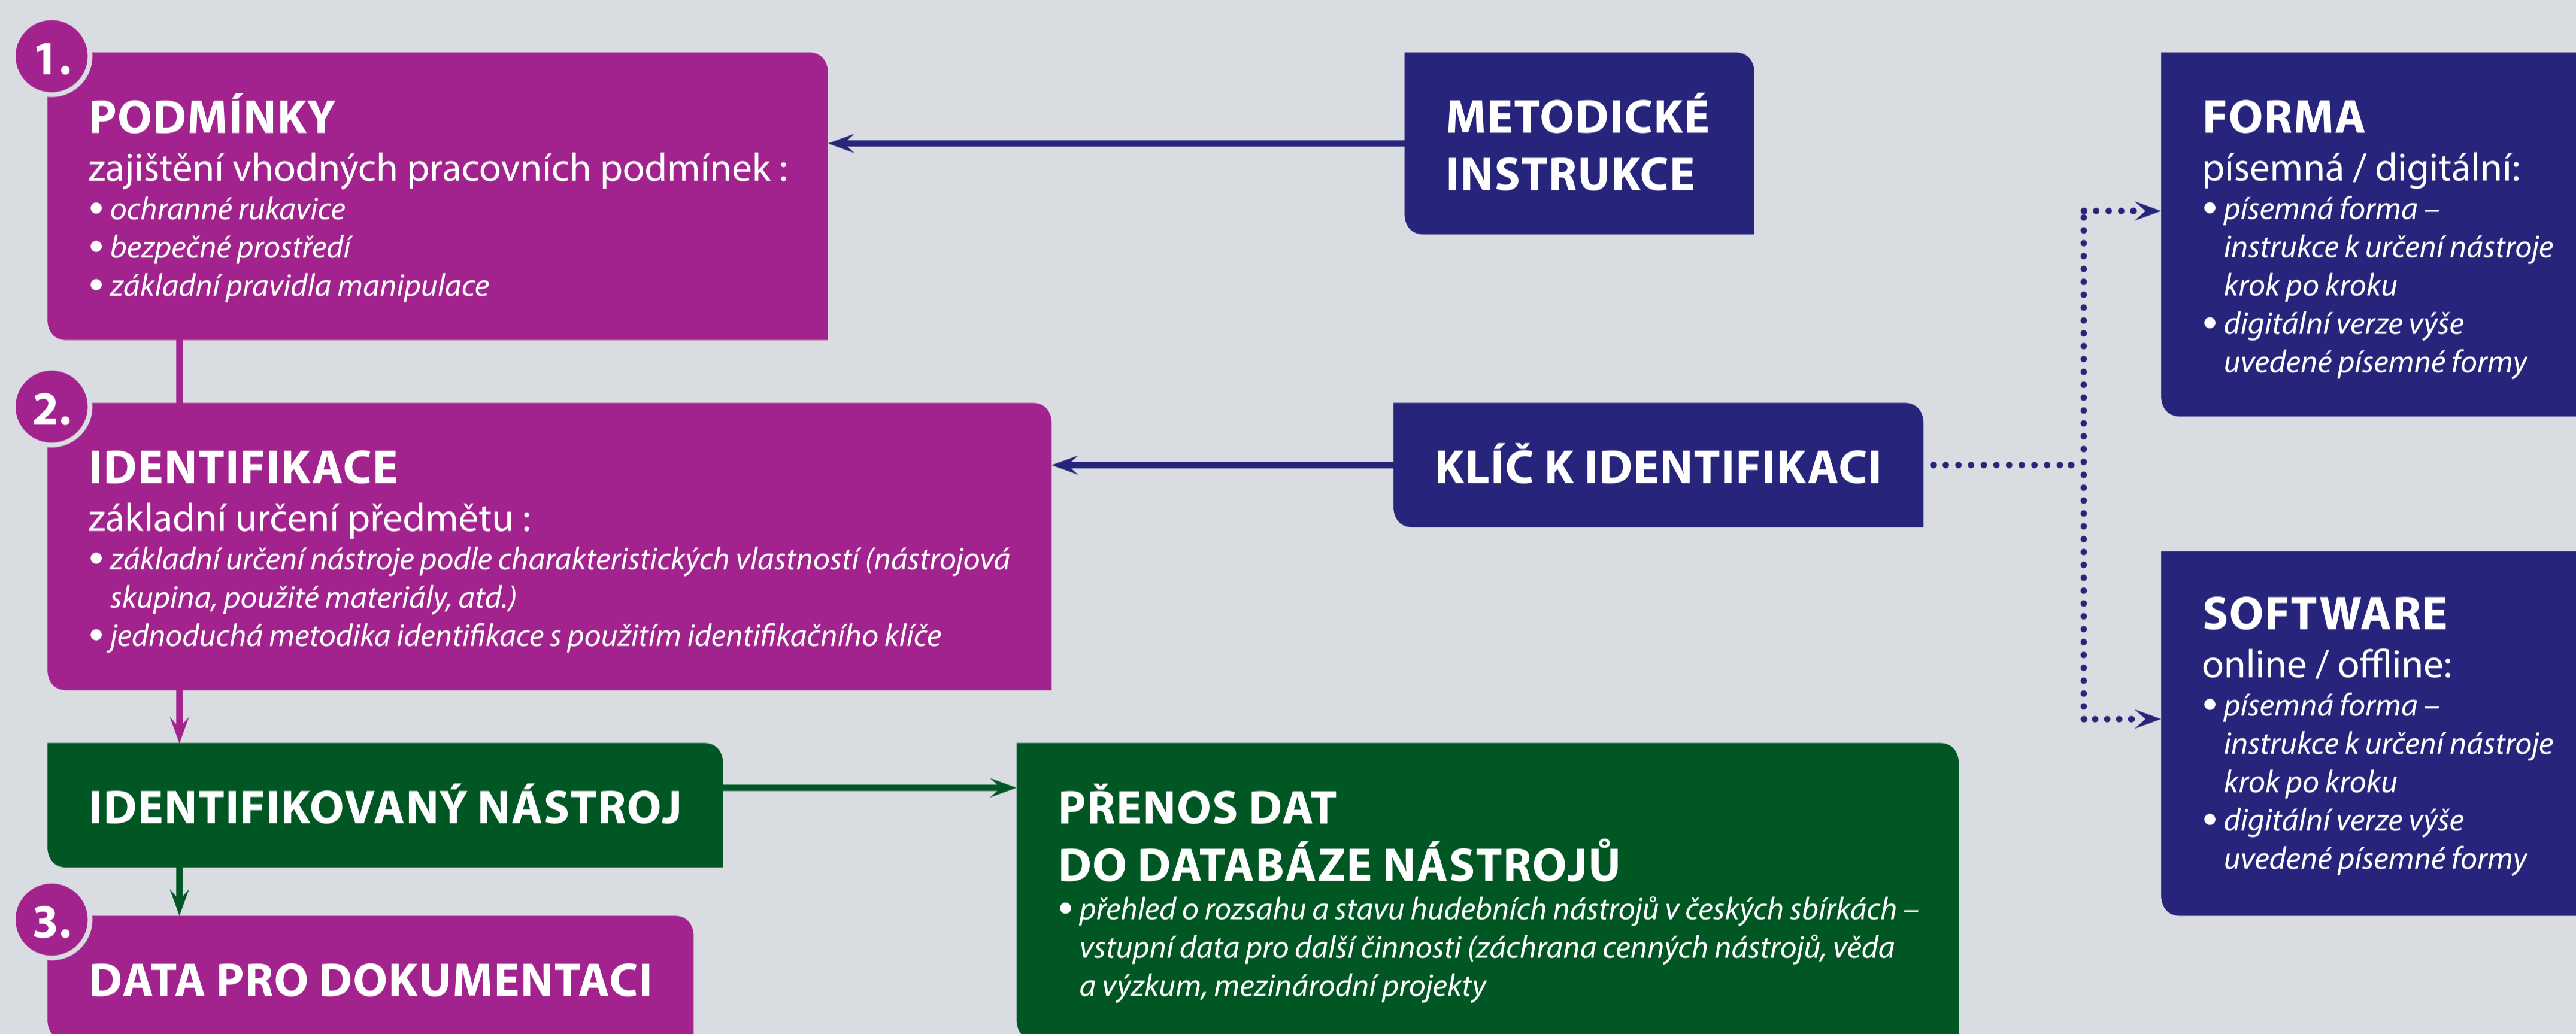 1.
PODMÍNKY
zajištění vhodných pracovních podmínek :
• ochranné rukavice
• bezpečné prostředí
• základní pravidla manipulace
METODICKÉ
INSTRUKCE
FORMA
písemná / digitální:
• písemná forma –
instrukce k určení nástroje
krok po kroku
• digitální verze výše
uvedené písemné formy
2.
IDENTIFIKACE
základní určení předmětu :
• základní určení nástroje podle charakteristických vlastností (nástrojová
skupina, použité materiály, atd.)
• jednoduchá metodika identifikace s použitím identifikačního klíče
KLÍČ K IDENTIFIKACI
SOFTWARE
online / offline:
• písemná forma –
instrukce k určení nástroje
krok po kroku
• digitální verze výše
uvedené písemné formy
IDENTIFIKOVANÝ NÁSTROJ
PŘENOS DAT
DO DATABÁZE NÁSTROJŮ
• přehled o rozsahu a stavu hudebních nástrojů v českých sbírkách –
vstupní data pro další činnosti (záchrana cenných nástrojů, věda
a výzkum, mezinárodní projekty
3.
DATA PRO DOKUMENTACI